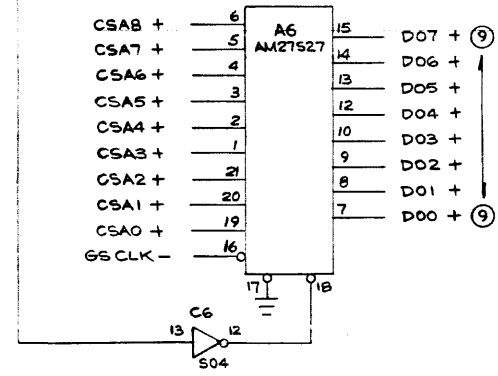 CSA8 + 6 A6 15 DO7 + 9
CSA7 + 5 AM27S27 14 DO6 +
CSA6 + 4 13 DO5 +
CSA5 + 3 12 DO4 +
CSA4 + 2 10 DO3 +
CSA3 + 1 9 DO2 +
CSA2 + 21 8 DO1 +
CSA1 + 20 7 DO0 + 9
CSA0 + 19
GS CLK – 16
17 18
C6
13 12
S04